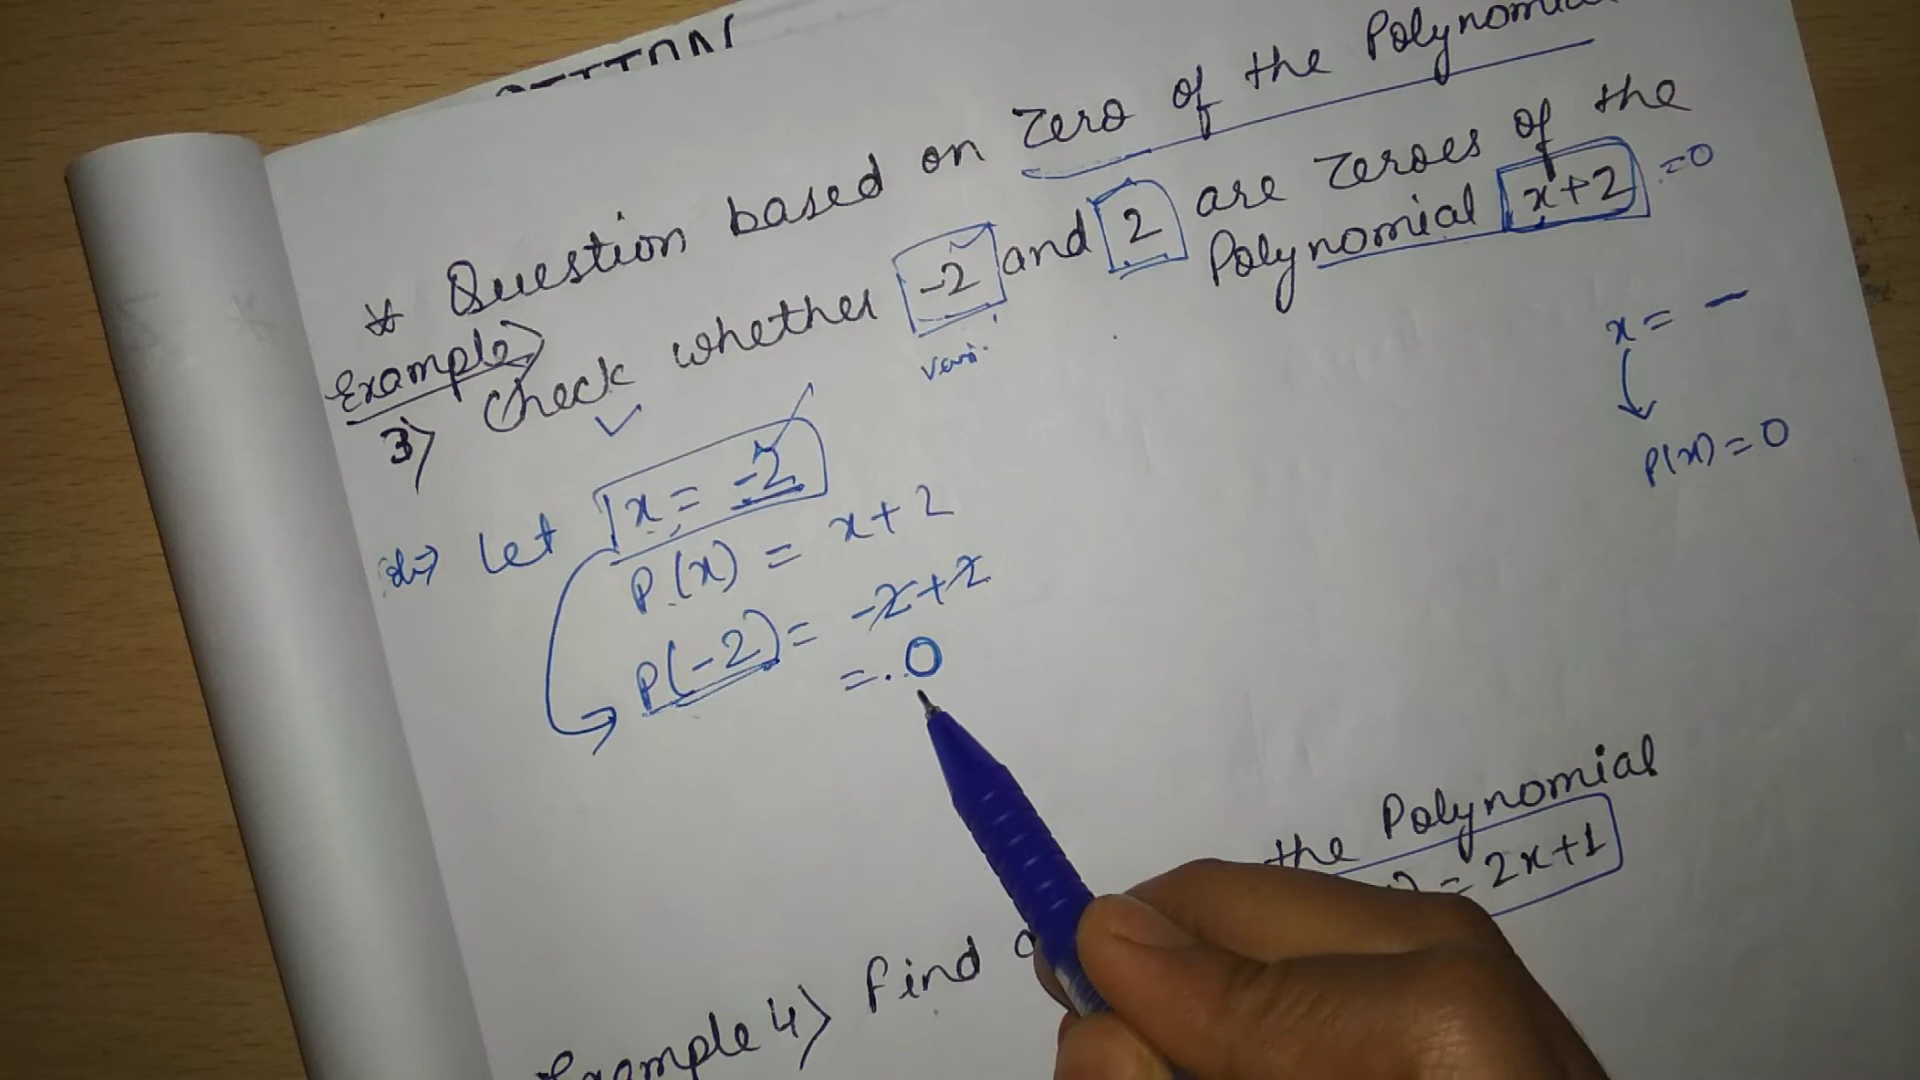 * Question based on Zero of the Polynomial
Example)
3) Check whether -2 and 2 are zeroes of the
Polynomial x+2 =0
x = -
P(x) = 0
Let x = -2
P(x) = x+2
P(-2) = -2+2
= 0
Example 4) Find
the Polynomial
= 2x+1